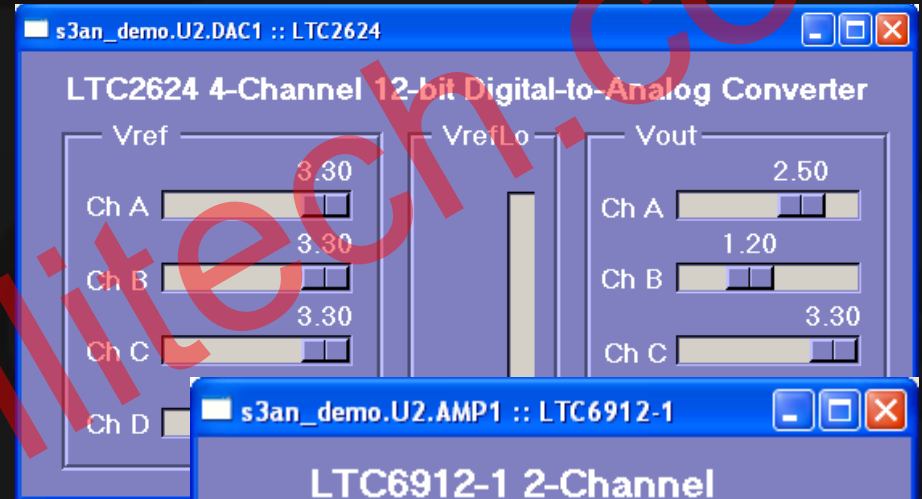 s3an_demo.U2.DAC1 :: LTC2624
LTC2624 4-Channel 12-bit Digital-to-Analog Converter
Vref VrefLo Vout
3.30 2.50
Ch A Ch A
3.30 1.20
Ch B Ch B
3.30 3.30
Ch C Ch C
Ch D
s3an_demo.U2.AMP1 :: LTC6912-1
LTC6912-1 2-Channel